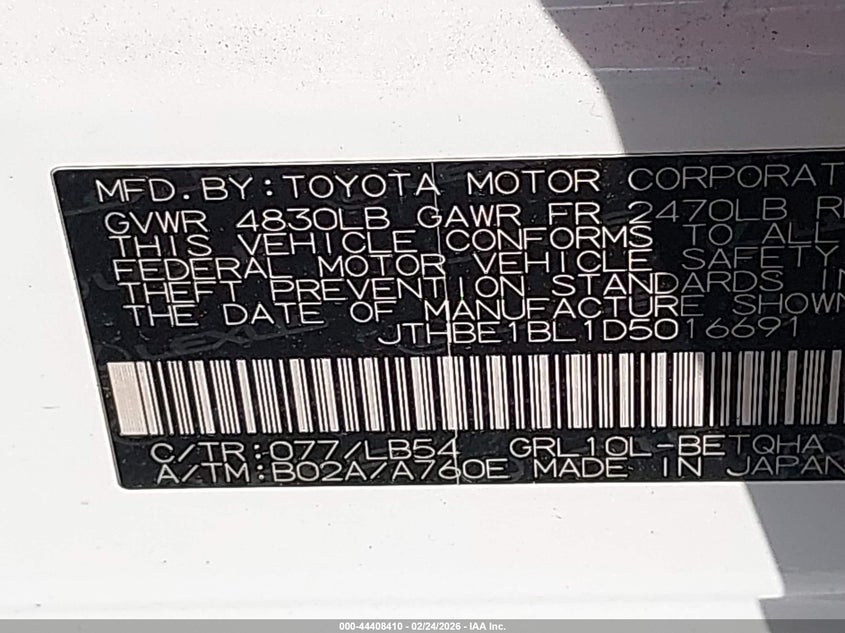 MFD. BY: TOYOTA MOTOR CORPORAT
GVWR 4830LB GAWR FR 2470LB R
THIS VEHICLE CONFORMS TO ALL
FEDERAL MOTOR VEHICLE SAFETY
THEFT PREVENTION STANDARDS IN
THE DATE OF MANUFACTURE SHOWN
JTHBE1BL1D5016691
C/TR:077/LB54 GRL10L-BETQHA
A/TM:B02A/A760E MADE IN JAPAN
000-44408410 - 02/24/2026 - IAA Inc.